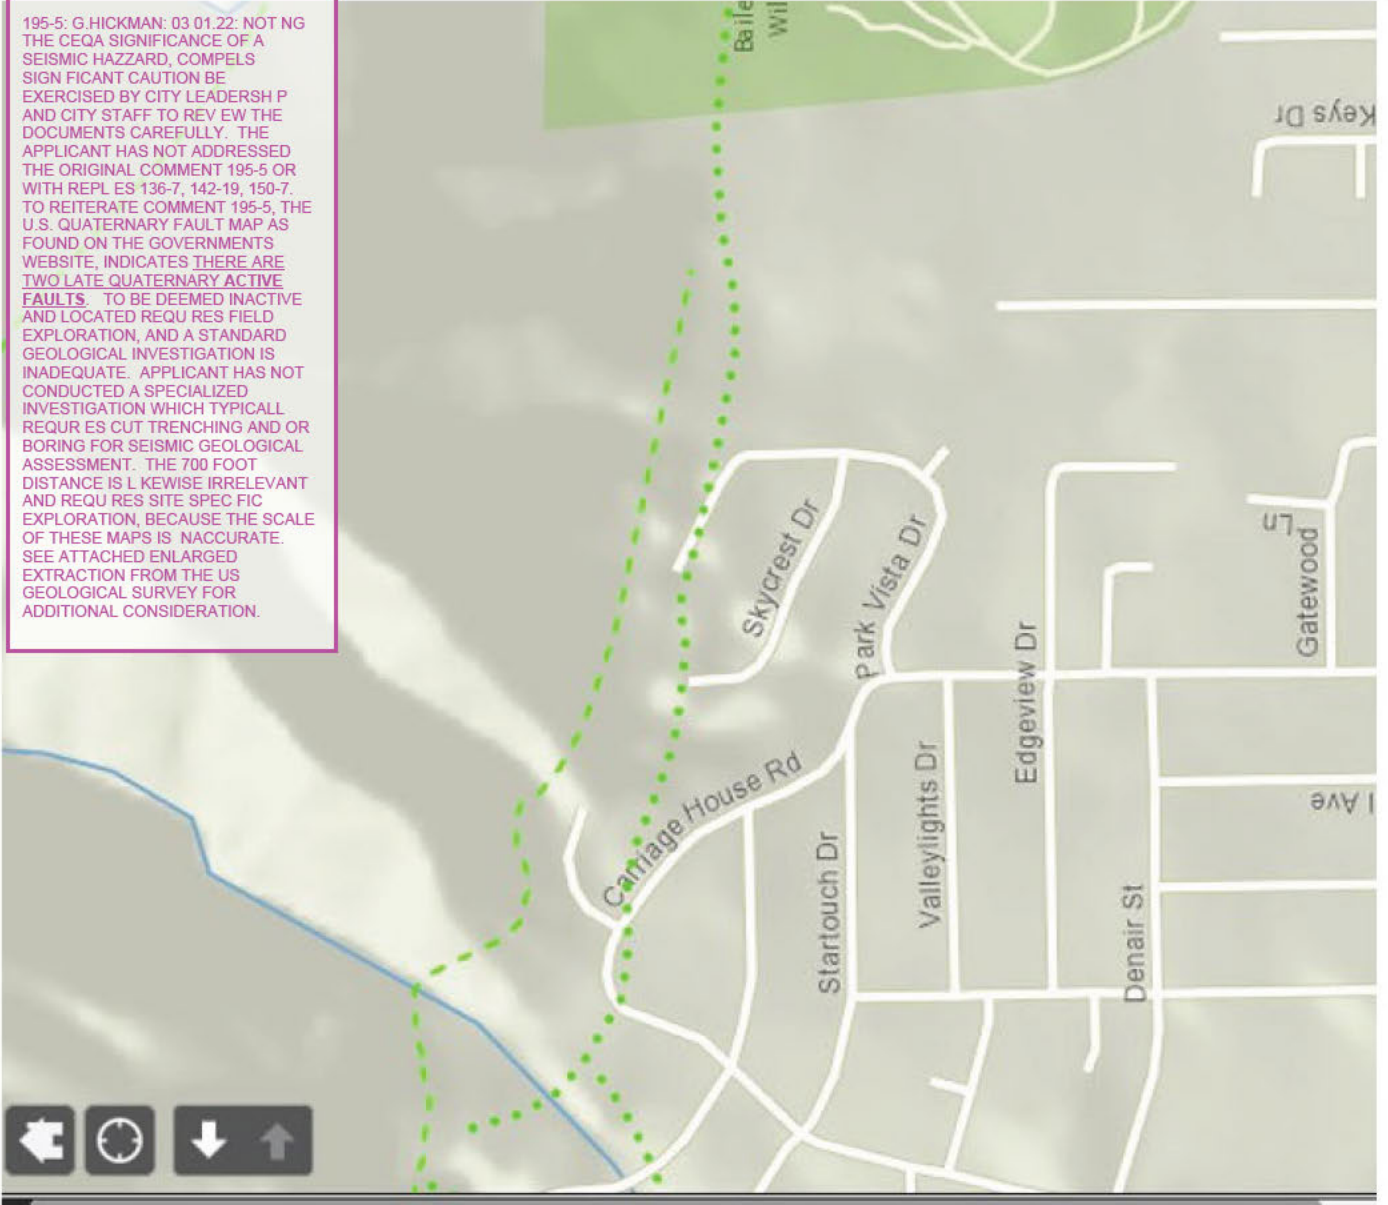 195-5: G.HICKMAN: 03 01.22: NOT NG
THE CEQA SIGNIFICANCE OF A
SEISMIC HAZZARD, COMPELS
SIGN FICANT CAUTION BE
EXERCISED BY CITY LEADERSH P
AND CITY STAFF TO REV EW THE
DOCUMENTS CAREFULLY. THE
APPLICANT HAS NOT ADDRESSED
THE ORIGINAL COMMENT 195-5 OR
WITH REPL ES 136-7, 142-19, 150-7.
TO REITERATE COMMENT 195-5, THE
U.S. QUATERNARY FAULT MAP AS
FOUND ON THE GOVERNMENTS
WEBSITE, INDICATES THERE ARE
TWO LATE QUATERNARY ACTIVE
FAULTS. TO BE DEEMED INACTIVE
AND LOCATED REQU RES FIELD
EXPLORATION, AND A STANDARD
GEOLOGICAL INVESTIGATION IS
INADEQUATE. APPLICANT HAS NOT
CONDUCTED A SPECIALIZED
INVESTIGATION WHICH TYPICALL
REQUR ES CUT TRENCHING AND OR
BORING FOR SEISMIC GEOLOGICAL
ASSESSMENT. THE 700 FOOT
DISTANCE IS L KEWISE IRRELEVANT
AND REQU RES SITE SPEC FIC
EXPLORATION, BECAUSE THE SCALE
OF THESE MAPS IS NACCURATE.
SEE ATTACHED ENLARGED
EXTRACTION FROM THE US
GEOLOGICAL SURVEY FOR
ADDITIONAL CONSIDERATION.
Baile
Wil
Keys Dr
Skycrest Dr
Park Vista Dr
Ln
Gatewood
Edgeview Dr
Carriage House Rd
Valleylights Dr
l Ave
Startouch Dr
Denair St